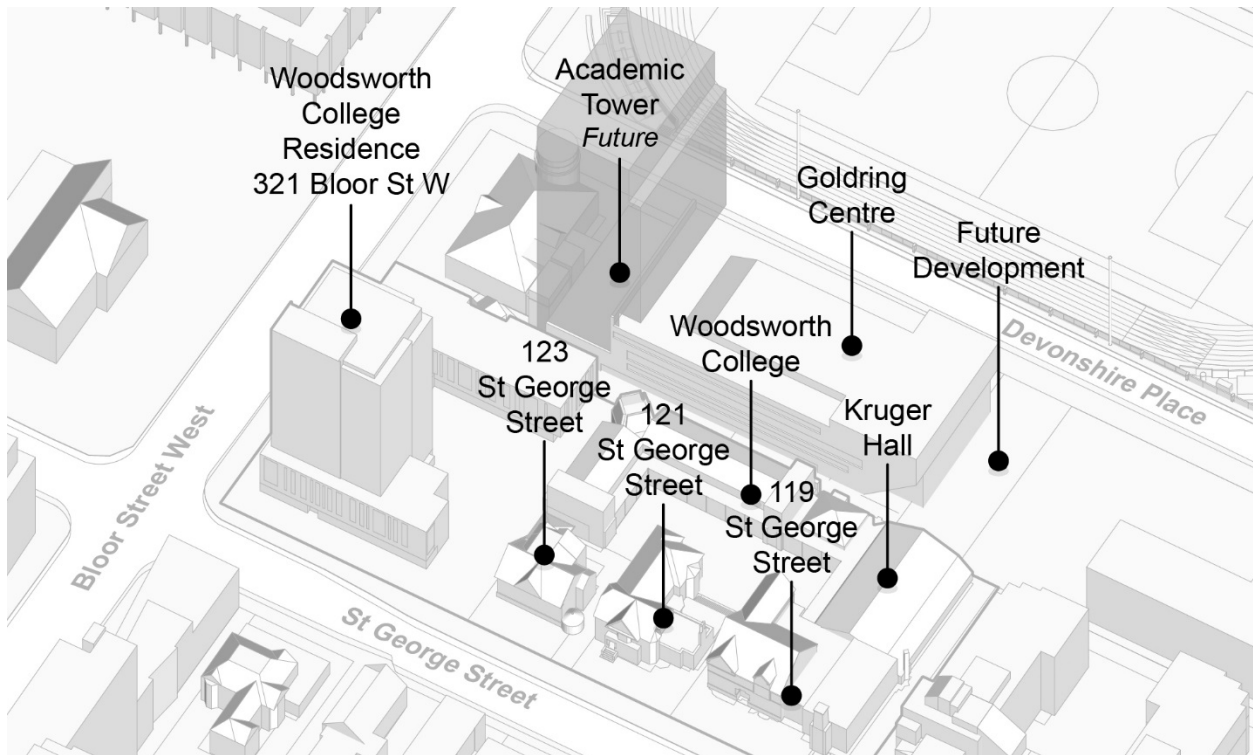 Woodsworth
College
Residence
321 Bloor St W
Academic
Tower
Future
Goldring
Centre
Future
Development
Woodsworth
College
123
St George
Street
121
St George
Street
119
St George
Street
Kruger
Hall
Devonshire Place
Bloor Street West
St George Street